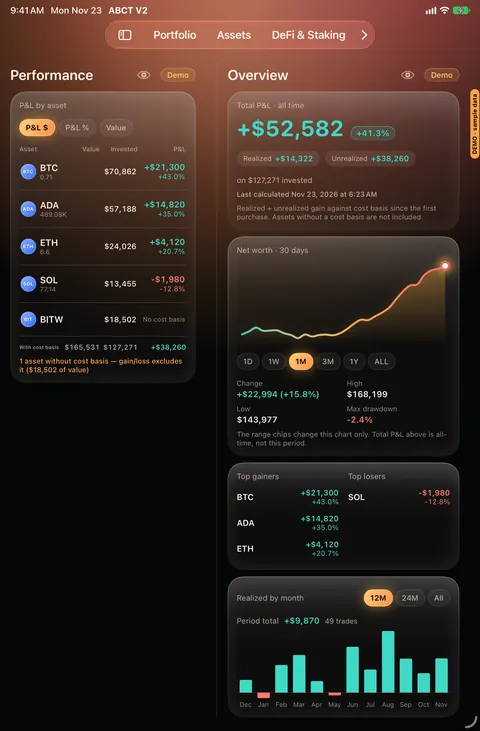 9:41 AM Mon Nov 23 ABCT V2
Portfolio Assets DeFi & Staking
Performance
Demo
P&L by asset
P&L $ P&L % Value
Asset Value Invested P&L
BTC BTC $70,862 +$21,300
0.71 +43.0%
ADA ADA $57,188 +$14,820
489.08K +35.0%
ETH ETH $24,026 +$4,120
6.6 +20.7%
SOL SOL $13,455 -$1,980
77.14 -12.8%
BIT BITW $18,502 No cost basis
With cost basis $165,531 $127,271 +$38,260
1 asset without cost basis — gain/loss excludes
it ($18,502 of value)
Overview
Demo
DEMO · sample data
Total P&L · all time
+$52,582 +41.3%
Realized +$14,322 Unrealized +$38,260
on $127,271 invested
Last calculated Nov 23, 2026 at 6:23 AM
Realized + unrealized gain against cost basis since the first
purchase. Assets without a cost basis are not included.
Net worth · 30 days
1D 1W 1M 3M 1Y ALL
Change High
+$22,994 (+15.8%) $168,199
Low Max drawdown
$143,977 -2.4%
The range chips change this chart only. Total P&L above is all-
time, not this period.
Top gainers Top losers
BTC +$21,300 SOL -$1,980
+43.0% -12.8%
ADA +$14,820
+35.0%
ETH +$4,120
+20.7%
Realized by month 12M 24M All
Period total +$9,870 49 trades
Dec Jan Feb Mar Apr May Jun Jul Aug Sep Oct Nov